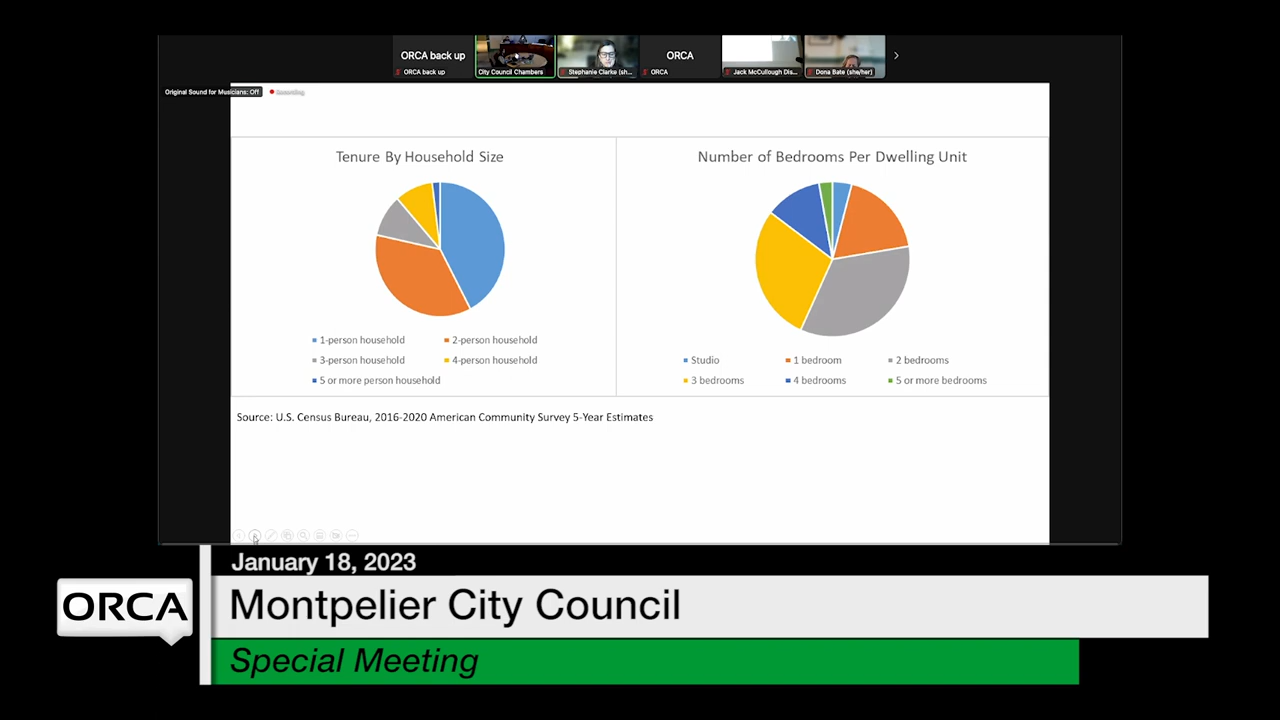 ORCA back up
ORCA
ORCA back up
City Council Chambers
Stephanie Clarke (sh...
ORCA
Jack McCullough Dis...
Dona Bate (she/her)
Original Sound for Musicians: Off
Recording
Tenure By Household Size
Number of Bedrooms Per Dwelling Unit
1-person household
2-person household
3-person household
4-person household
5 or more person household
Studio
1 bedroom
2 bedrooms
3 bedrooms
4 bedrooms
5 or more bedrooms
Source: U.S. Census Bureau, 2016-2020 American Community Survey 5-Year Estimates
January 18, 2023
ORCA
Montpelier City Council
Special Meeting